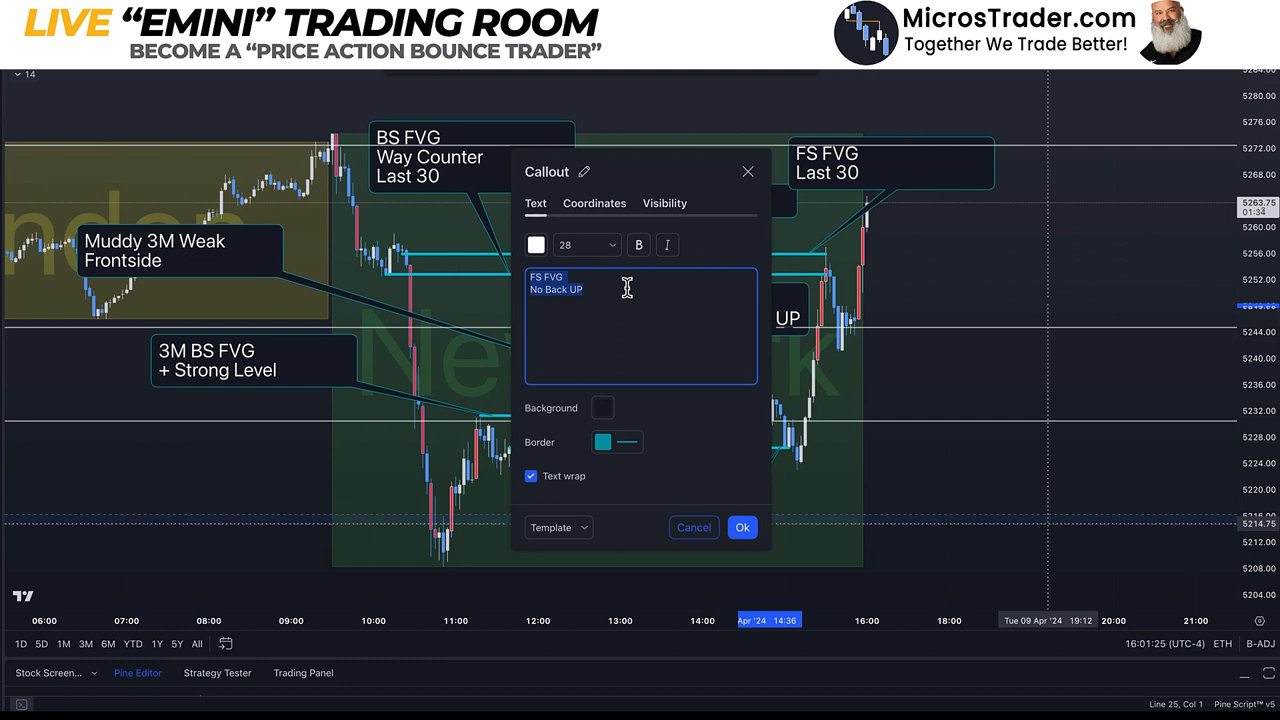 LIVE “EMINI” TRADING ROOM
BECOME A “PRICE ACTION BOUNCE TRADER”
MicrosTrader.com
Together We Trade Better!
14
BS FVG
Way Counter
Last 30
FS FVG
Last 30
Muddy 3M Weak
Frontside
3M BS FVG
+ Strong Level
UP
Callout
Text Coordinates Visibility
28 B I
FS FVG
No Back UP
Background
Border
Text wrap
Template Cancel Ok
5284.00
5280.00
5276.00
5272.00
5268.00
5263.75
01:34
5260.00
5256.00
5252.00
5248.00
5244.00
5240.00
5236.00
5232.00
5228.00
5224.00
5220.00
5216.00
5214.75
5212.00
5208.00
5204.00
06:00 07:00 08:00 09:00 10:00 11:00 12:00 13:00 14:00 Apr '24 14:36 16:00 18:00 Tue 09 Apr '24 19:12 20:00 21:00
1D 5D 1M 3M 6M YTD 1Y 5Y All 16:01:25 (UTC-4) ETH B-ADJ
Stock Screen... Pine Editor Strategy Tester Trading Panel
Line 25, Col 1 Pine Script™ v5